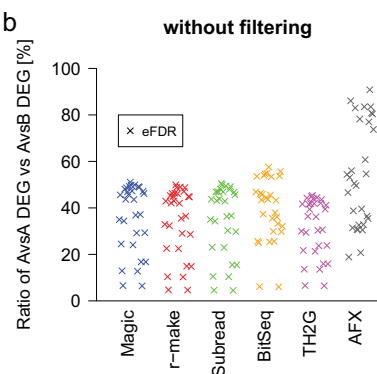 b
without filtering
Ratio of AvsA DEG vs AvsB DEG [%]
100
80
60
40
20
0
× eFDR
Magic
r−make
Subread
BitSeq
TH2G
AFX